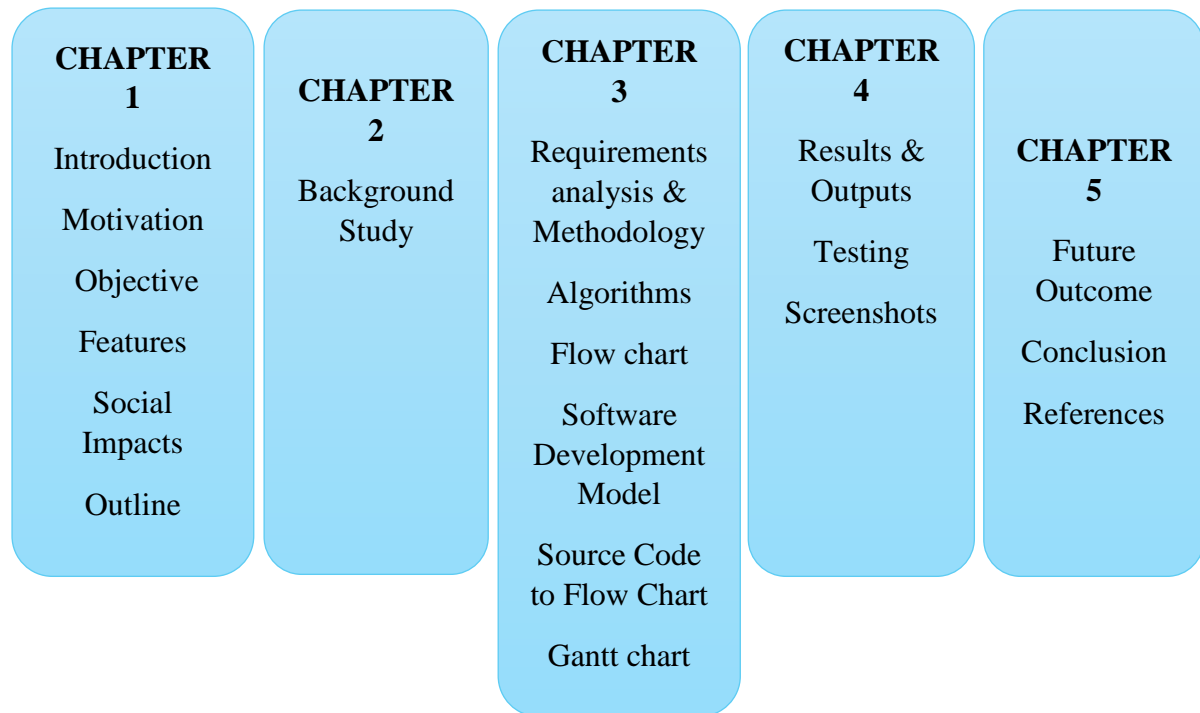 CHAPTER
1
Introduction
Motivation
Objective
Features
Social
Impacts
Outline
CHAPTER
2
Background
Study
CHAPTER
3
Requirements
analysis &
Methodology
Algorithms
Flow chart
Software
Development
Model
Source Code
to Flow Chart
Gantt chart
CHAPTER
4
Results &
Outputs
Testing
Screenshots
CHAPTER
5
Future
Outcome
Conclusion
References